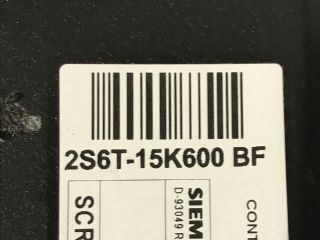 2S6T-15K600 BF
SCR
SIEM
D-93049 R
CONT